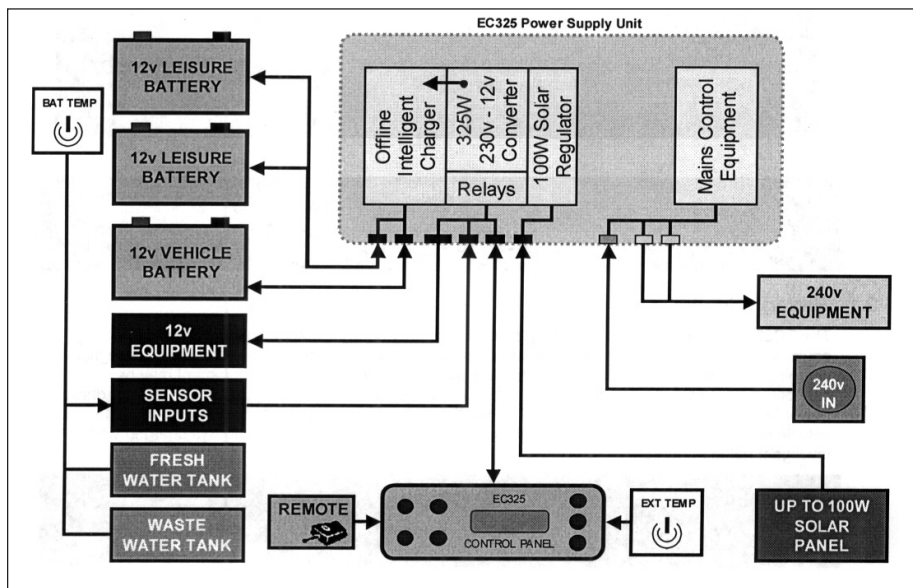 EC325 Power Supply Unit
12v LEISURE
BATTERY
BAT TEMP
12v LEISURE
BATTERY
12v VEHICLE
BATTERY
12v
EQUIPMENT
SENSOR
INPUTS
FRESH
WATER TANK
WASTE
WATER TANK
Offline
Intelligent
Charger
325W
230v - 12v
Converter
Relays
100W Solar
Regulator
Mains Control
Equipment
240v
EQUIPMENT
240v
IN
REMOTE
EC325
CONTROL PANEL
EXT TEMP
UP TO 100W
SOLAR
PANEL